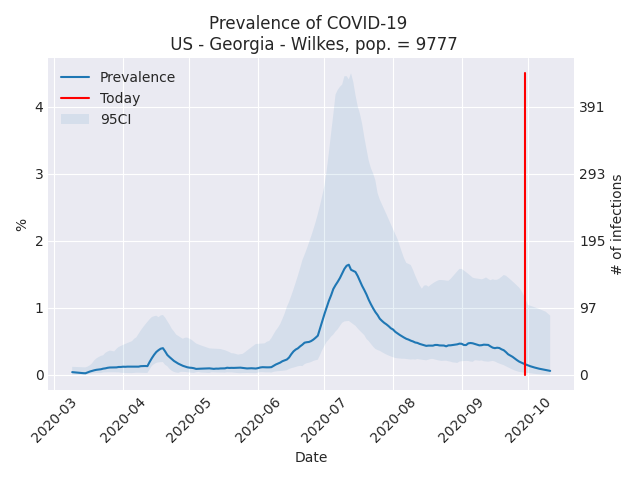 Prevalence of COVID-19
US - Georgia - Wilkes, pop. = 9777
Prevalence
Today
95CI
%
4
3
2
1
0
391
293
195
97
0
# of infections
2020-03
2020-04
2020-05
2020-06
2020-07
2020-08
2020-09
2020-10
Date